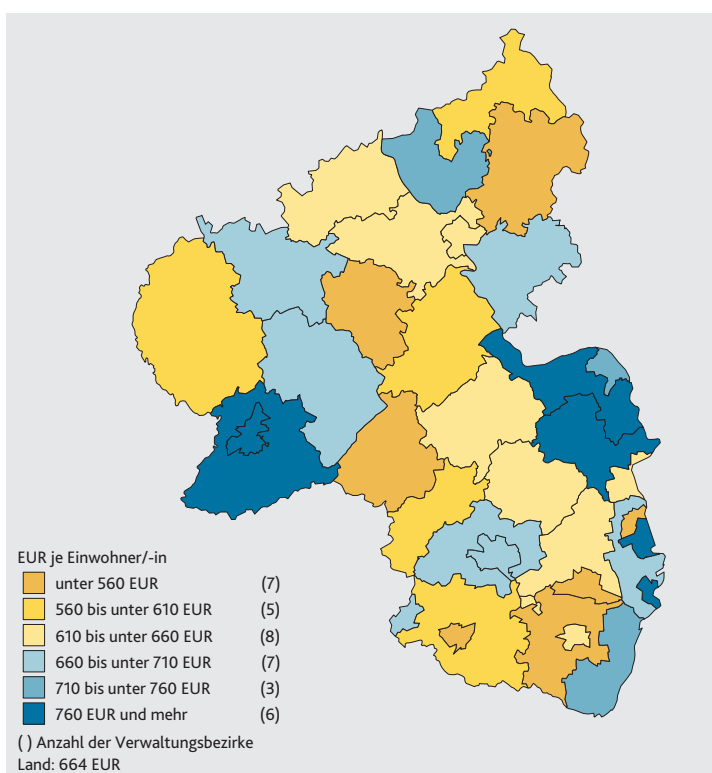 EUR je Einwohner/-in
unter 560 EUR (7)
560 bis unter 610 EUR (5)
610 bis unter 660 EUR (8)
660 bis unter 710 EUR (7)
710 bis unter 760 EUR (3)
760 EUR und mehr (6)
( ) Anzahl der Verwaltungsbezirke
Land: 664 EUR